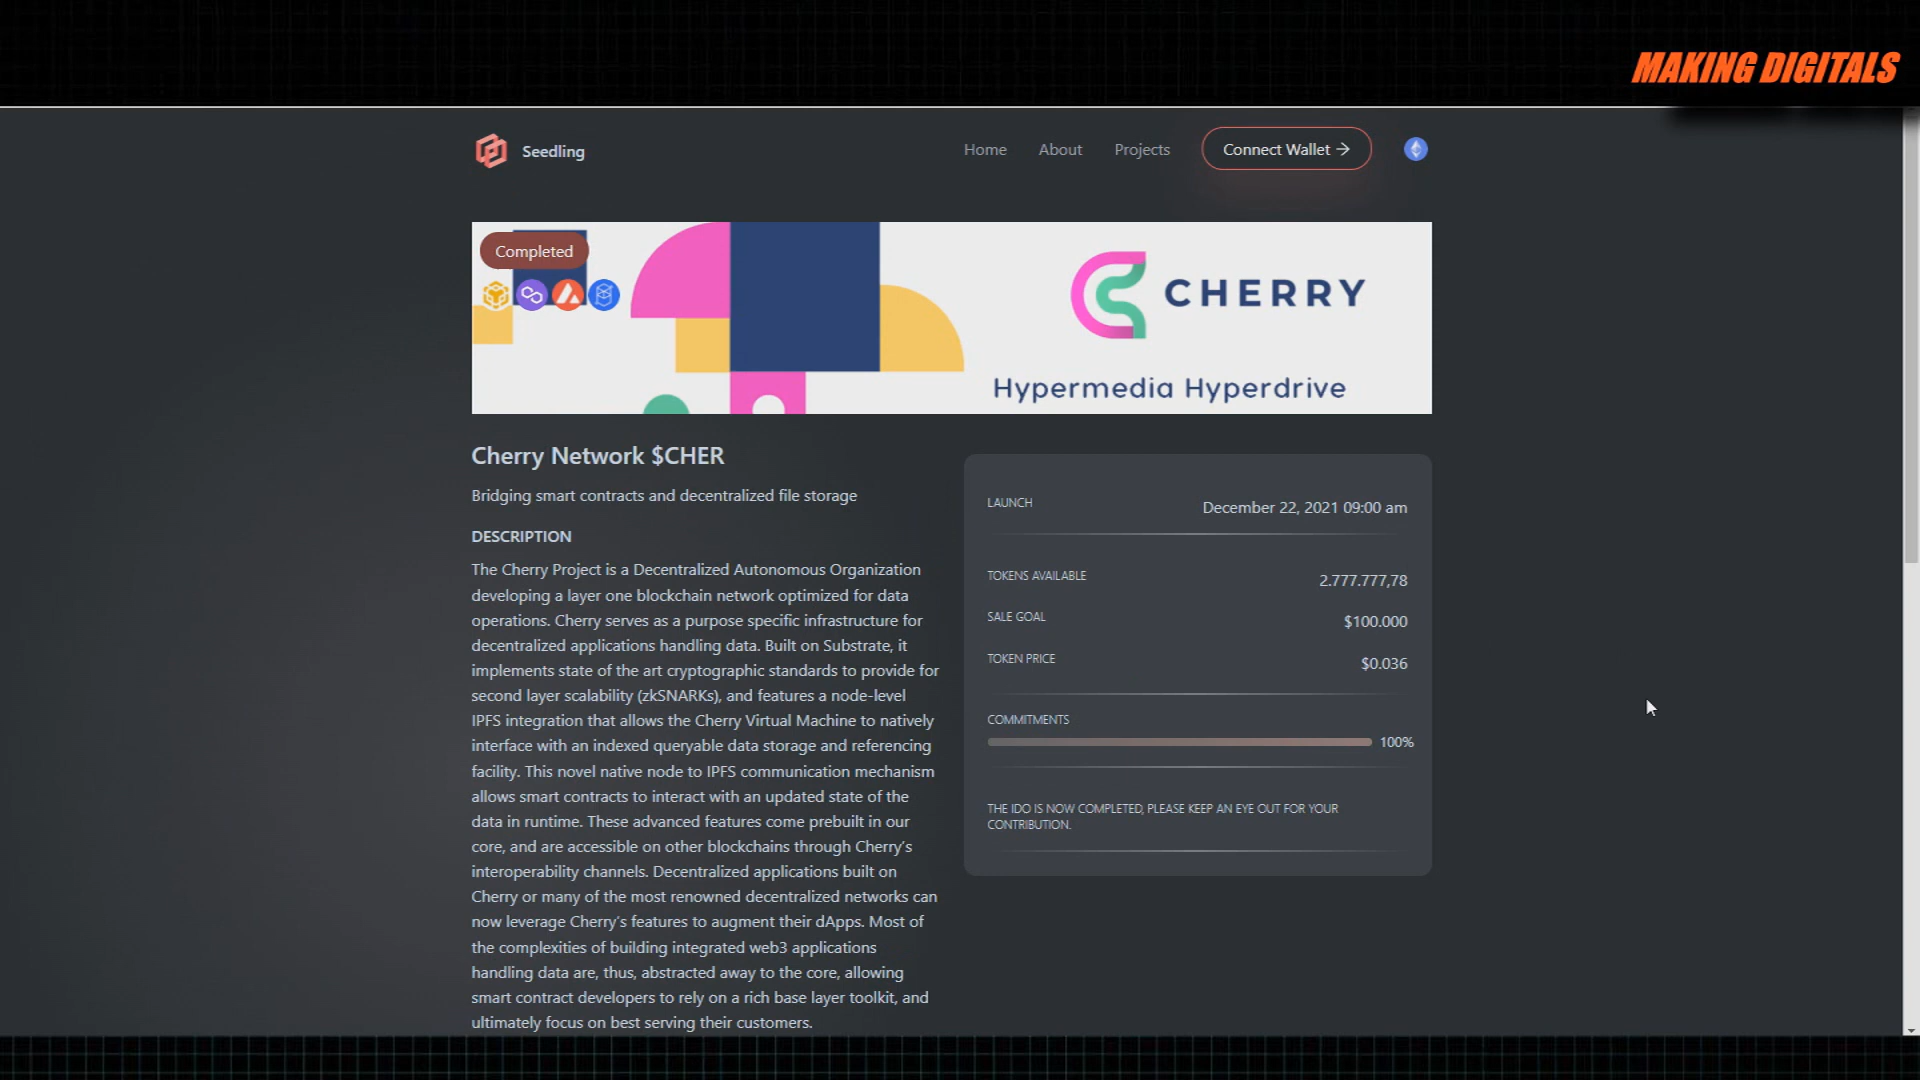 MAKING DIGITALS
Seedling
Home
About
Projects
Connect Wallet →
Completed
CHERRY
Hypermedia Hyperdrive
Cherry Network $CHER
Bridging smart contracts and decentralized file storage
DESCRIPTION
The Cherry Project is a Decentralized Autonomous Organization
developing a layer one blockchain network optimized for data
operations. Cherry serves as a purpose specific infrastructure for
decentralized applications handling data. Built on Substrate, it
implements state of the art cryptographic standards to provide for
second layer scalability (zkSNARKs), and features a node-level
IPFS integration that allows the Cherry Virtual Machine to natively
interface with an indexed queryable data storage and referencing
facility. This novel native node to IPFS communication mechanism
allows smart contracts to interact with an updated state of the
data in runtime. These advanced features come prebuilt in our
core, and are accessible on other blockchains through Cherry's
interoperability channels. Decentralized applications built on
Cherry or many of the most renowned decentralized networks can
now leverage Cherry's features to augment their dApps. Most of
the complexities of building integrated web3 applications
handling data are, thus, abstracted away to the core, allowing
smart contract developers to rely on a rich base layer toolkit, and
ultimately focus on best serving their customers.
LAUNCH
December 22, 2021 09:00 am
TOKENS AVAILABLE
2.777.777,78
SALE GOAL
$100.000
TOKEN PRICE
$0.036
COMMITMENTS
100%
THE IDO IS NOW COMPLETED, PLEASE KEEP AN EYE OUT FOR YOUR
CONTRIBUTION.